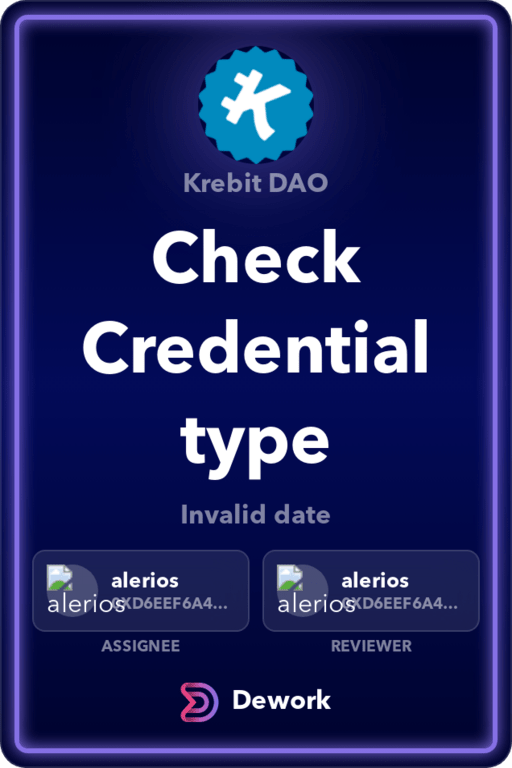 Krebit DAO
Check
Credential
type
Invalid date
alerios
alerios
0XD6EEF6A4...
alerios
alerios
0XD6EEF6A4...
ASSIGNEE
REVIEWER
Dework